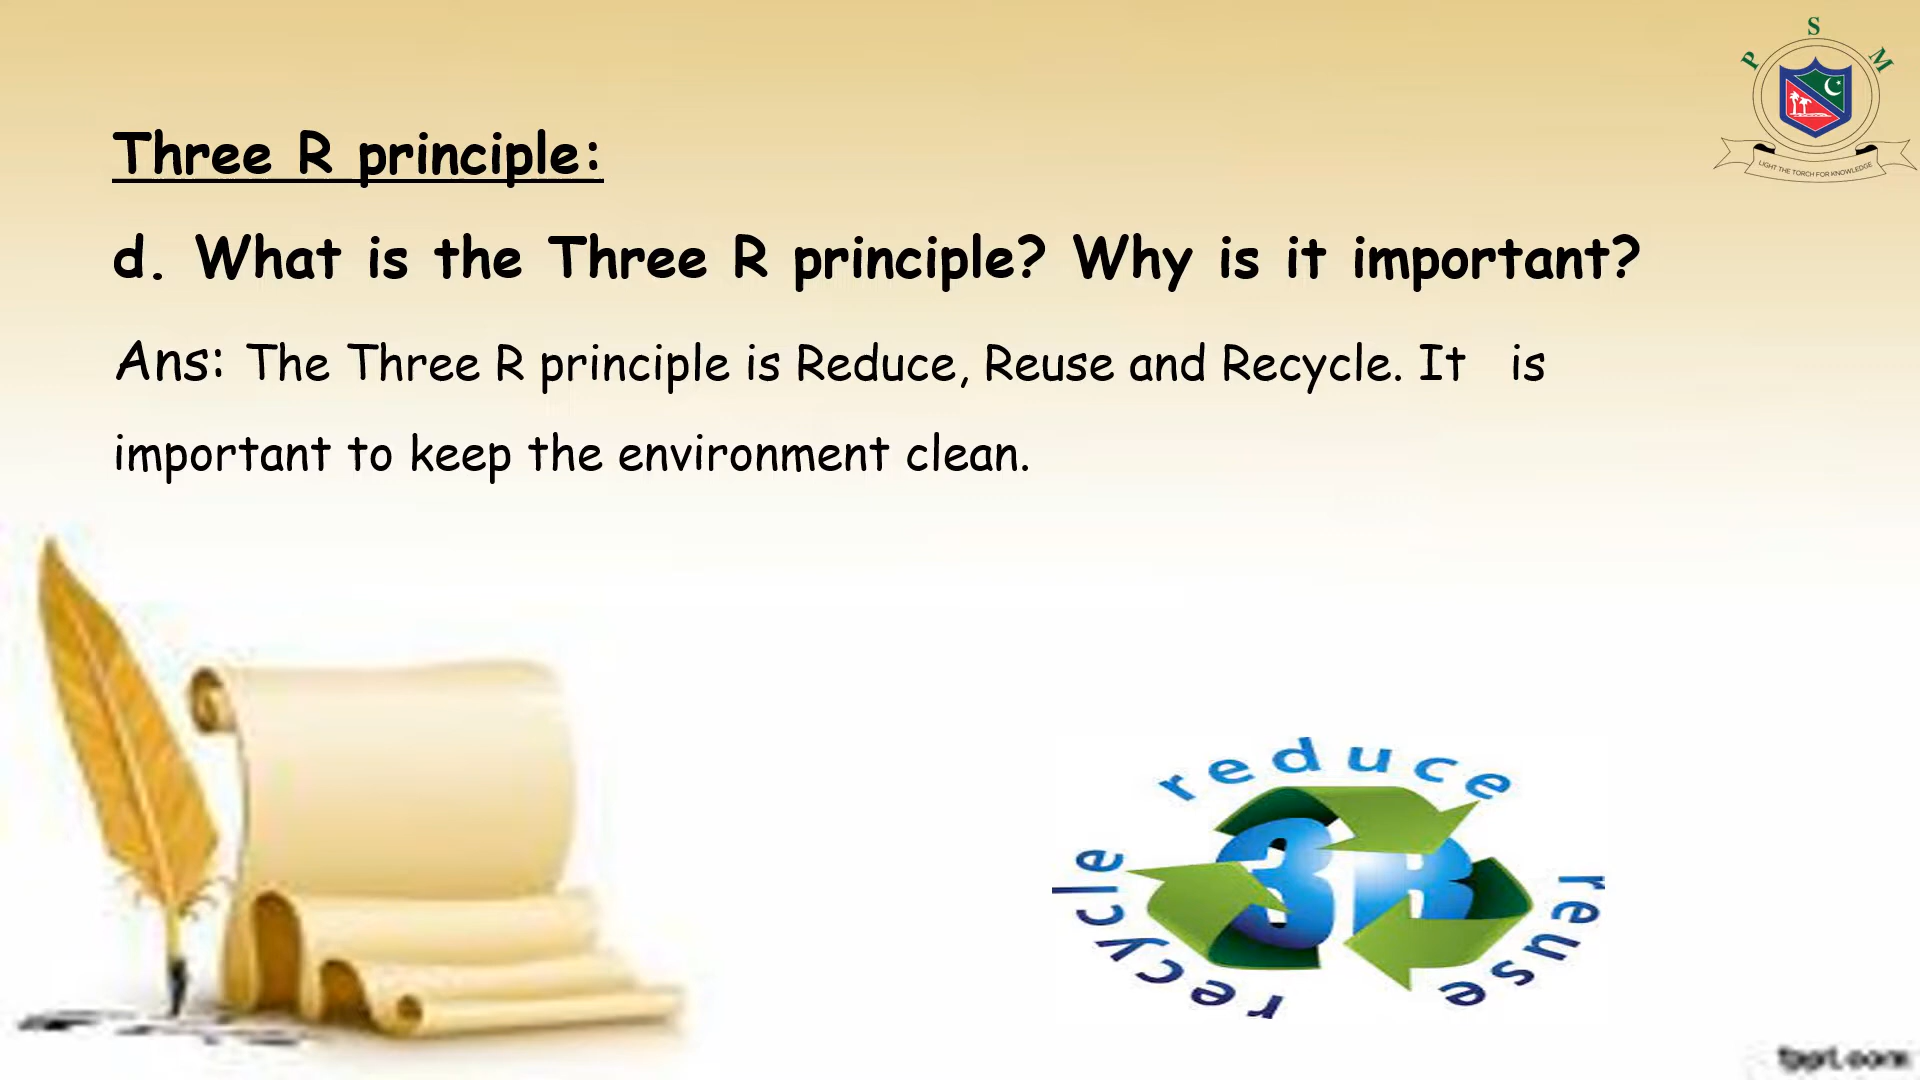 P S M
LIGHT THE TORCH FOR KNOWLEDGE
Three R principle:
d. What is the Three R principle? Why is it important?
Ans: The Three R principle is Reduce, Reuse and Recycle. It is
important to keep the environment clean.
reduce
3R
reuse
recycle